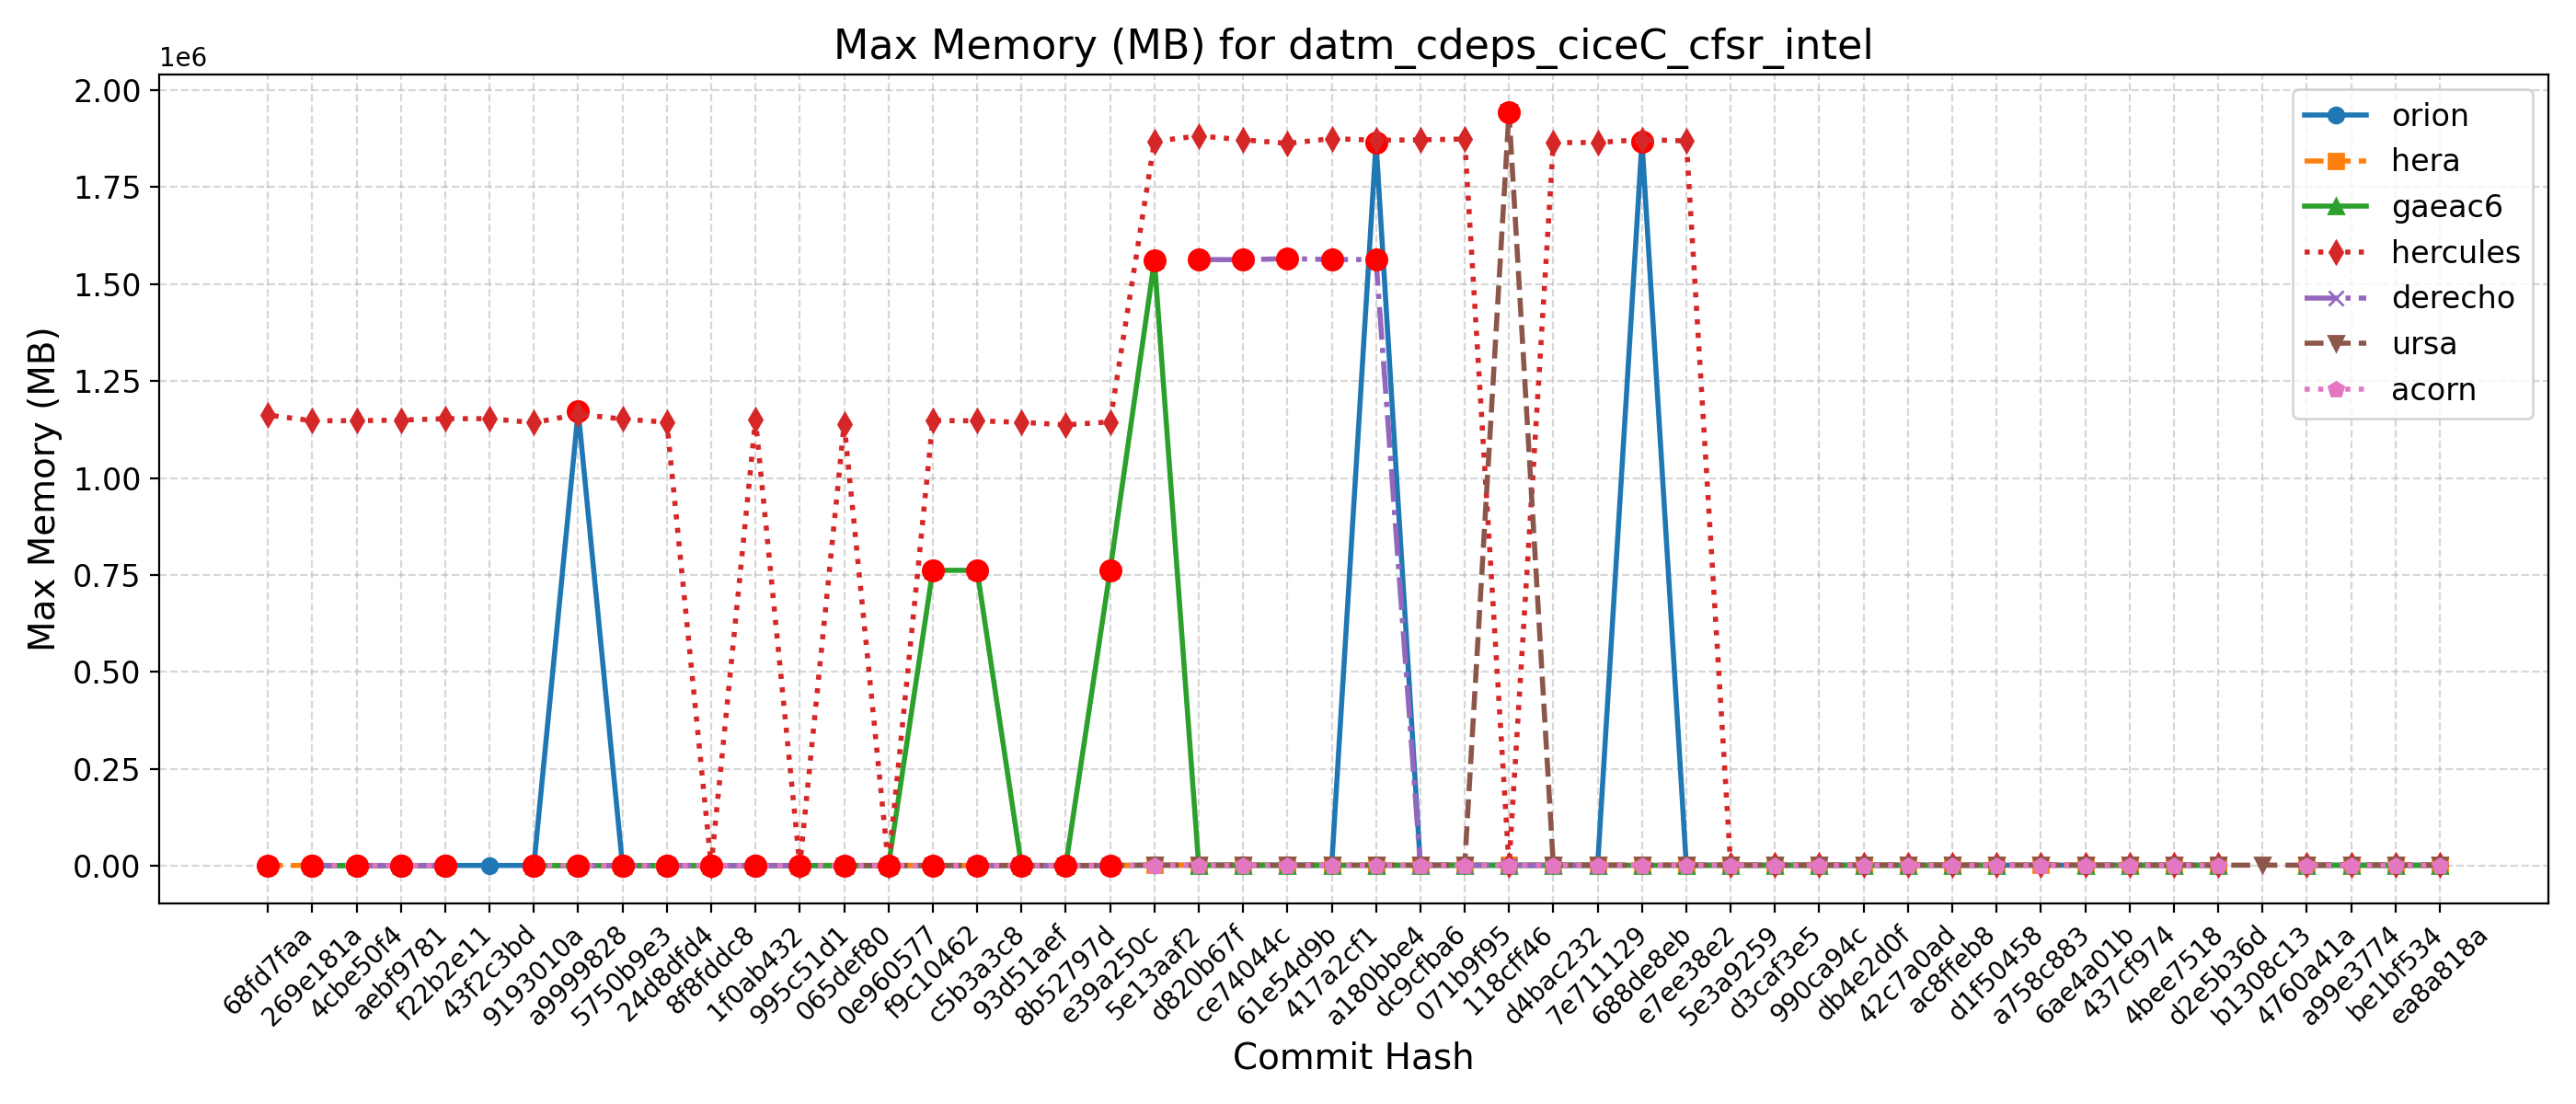 Max Memory (MB) for datm_cdeps_ciceC_cfsr_intel
1e6
2.00
1.75
1.50
1.25
1.00
0.75
0.50
0.25
0.00
Max Memory (MB)
orion
hera
gaeac6
hercules
derecho
ursa
acorn
68fd7faa
269e181a
4cbe50f4
aebf9781
f22b2e11
43f2c3bd
9193010a
a9999828
5750b9e3
24d8dfd4
8f8fddc8
1f0ab432
995c51d1
065def80
0e960577
f9c10462
c5b3a3c8
93d51aef
8b52797d
e39a250c
5e13aaf2
d820b67f
ce74044c
61e54d9b
417a2cf1
a180bbe4
dc9cfba6
071b9f95
118cff46
d4bac232
7e711129
688de8eb
e7ee38e2
5e3a9259
d3caf3e5
990ca94c
db4e2d0f
42c7a0ad
ac8ffeb8
d1f50458
a758c883
6ae4a01b
437cf974
4bee7518
d2e5b36d
b1308c13
4760a41a
a99e3774
be1bf534
ea8a818a
Commit Hash